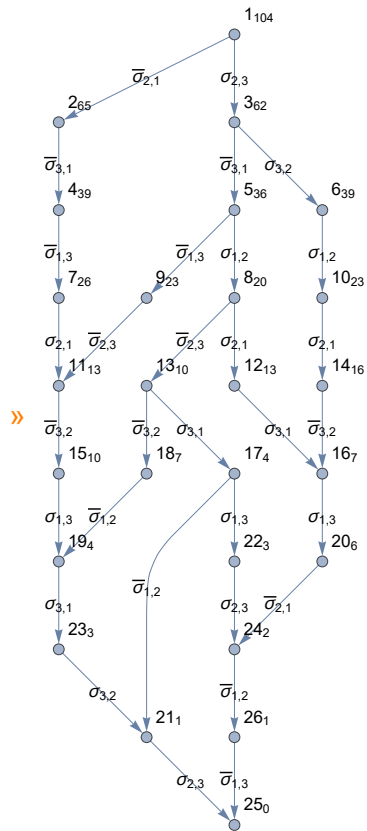 1₁₀₄
σ̅₂,₁ σ₂,₃
2₆₅ 3₆₂
σ̅₃,₁ σ̅₃,₁ σ₃,₂
4₃₉ 5₃₆ 6₃₉
σ̅₁,₃ σ̅₁,₃ σ₁,₂ σ₁,₂
7₂₆ 9₂₃ 8₂₀ 10₂₃
σ₂,₁ σ̅₂,₃ σ̅₂,₃ σ₂,₁ σ₂,₁
11₁₃ 13₁₀ 12₁₃ 14₁₆
»
σ̅₃,₂ σ̅₃,₂ σ₃,₁ σ₃,₁ σ̅₃,₂
15₁₀ 18₇ 17₄ 16₇
σ₁,₃ σ̅₁,₂ σ₁,₃ σ₁,₃
19₄ 22₃ 20₆
σ₃,₁ σ̅₁,₂ σ₂,₃ σ̅₂,₁
23₃ 24₂
σ₃,₂ σ̅₁,₂
21₁ 26₁
σ₂,₃ σ̅₁,₃
25₀